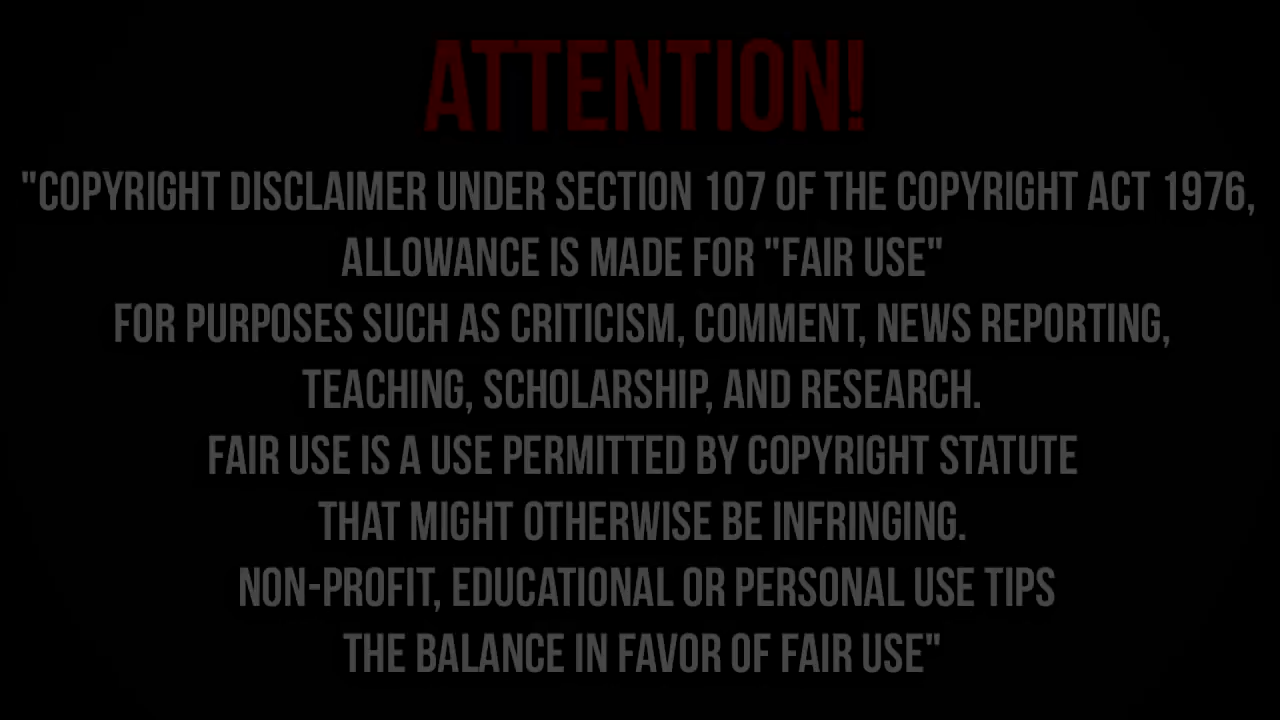 ATTENTION!
"COPYRIGHT DISCLAIMER UNDER SECTION 107 OF THE COPYRIGHT ACT 1976,
ALLOWANCE IS MADE FOR "FAIR USE"
FOR PURPOSES SUCH AS CRITICISM, COMMENT, NEWS REPORTING,
TEACHING, SCHOLARSHIP, AND RESEARCH.
FAIR USE IS A USE PERMITTED BY COPYRIGHT STATUTE
THAT MIGHT OTHERWISE BE INFRINGING.
NON-PROFIT, EDUCATIONAL OR PERSONAL USE TIPS
THE BALANCE IN FAVOR OF FAIR USE"